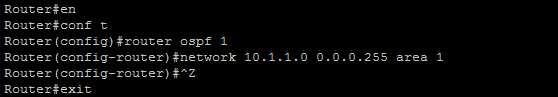 Router#en
Router#conf t
Router(config)#router ospf 1
Router(config-router)#network 10.1.1.0 0.0.0.255 area 1
Router(config-router)#^Z
Router#exit